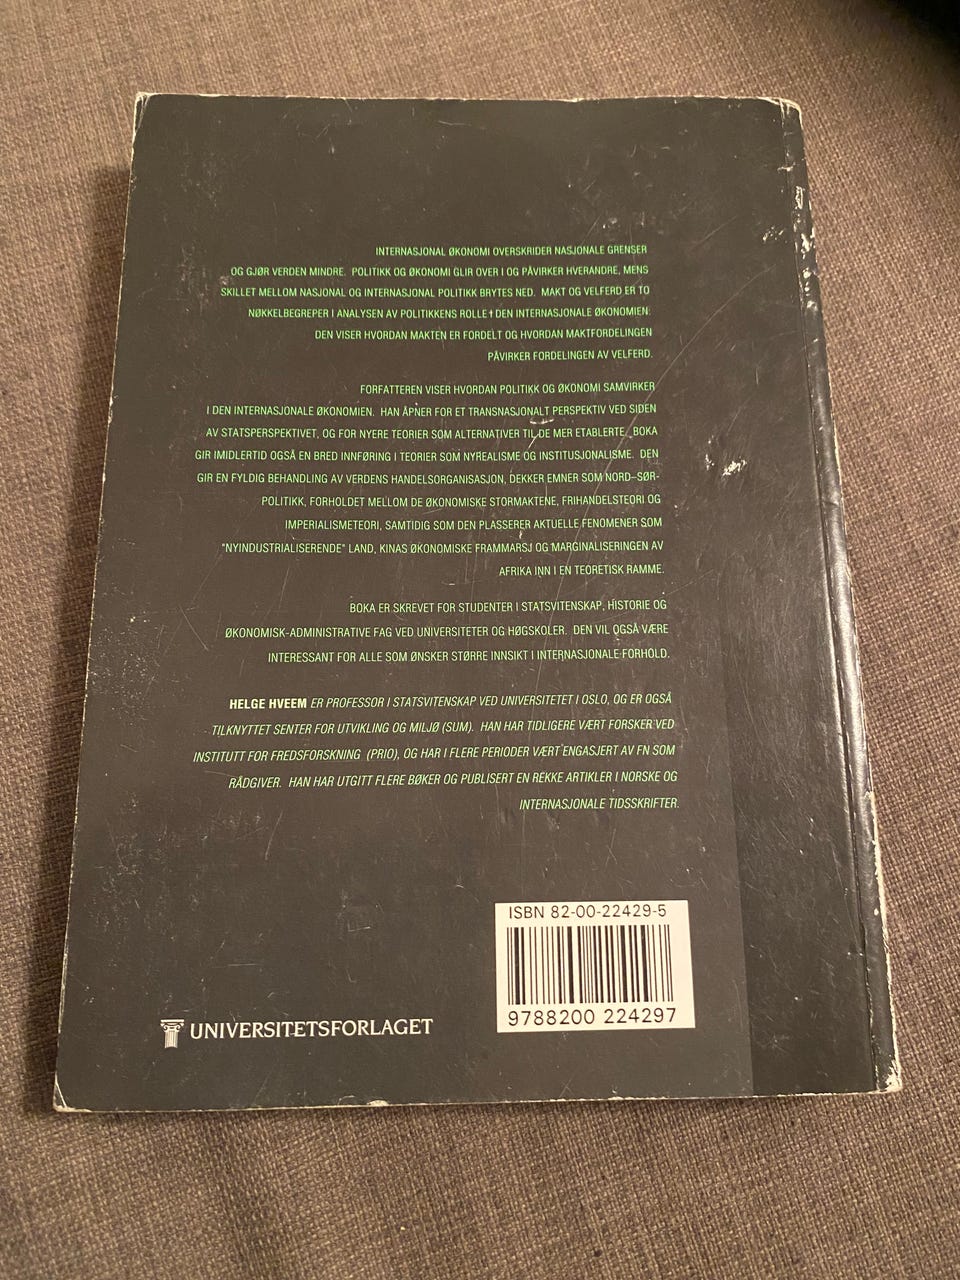 INTERNASJONAL ØKONOMI OVERSKRIDER NASJONALE GRENSER
OG GJØR VERDEN MINDRE. POLITIKK OG ØKONOMI GLIR OVER I OG PÅVIRKER HVERANDRE, MENS
SKILLET MELLOM NASJONAL OG INTERNASJONAL POLITIKK BRYTES NED. MAKT OG VELFERD ER TO
NØKKELBEGREPER I ANALYSEN AV POLITIKKENS ROLLE I DEN INTERNASJONALE ØKONOMIEN.
DEN VISER HVORDAN MAKTEN ER FORDELT OG HVORDAN MAKTFORDELINGEN
PÅVIRKER FORDELINGEN AV VELFERD.
FORFATTEREN VISER HVORDAN POLITIKK OG ØKONOMI SAMVIRKER
I DEN INTERNASJONALE ØKONOMIEN. HAN ÅPNER FOR ET TRANSNASJONALT PERSPEKTIV VED SIDEN
AV STATSPERSPEKTIVET, OG FOR NYERE TEORIER SOM ALTERNATIVER TIL DE MER ETABLERTE. BOKA
GIR IMIDLERTID OGSÅ EN BRED INNFØRING I TEORIER SOM NYREALISME OG INSTITUSJONALISME. DEN
GIR EN FYLDIG BEHANDLING AV VERDENS HANDELSORGANISASJON, DEKKER EMNER SOM NORD–SØR-
POLITIKK, FORHOLDET MELLOM DE ØKONOMISKE STORMAKTENE, FRIHANDELSTEORI OG
IMPERIALISMETEORI, SAMTIDIG SOM DEN PLASSERER AKTUELLE FENOMENER SOM
"NYINDUSTRIALISERENDE" LAND, KINAS ØKONOMISKE FRAMMARSJ OG MARGINALISERINGEN AV
AFRIKA INN I EN TEORETISK RAMME.
BOKA ER SKREVET FOR STUDENTER I STATSVITENSKAP, HISTORIE OG
ØKONOMISK-ADMINISTRATIVE FAG VED UNIVERSITETER OG HØGSKOLER. DEN VIL OGSÅ VÆRE
INTERESSANT FOR ALLE SOM ØNSKER STØRRE INNSIKT I INTERNASJONALE FORHOLD.
HELGE HVEEM ER PROFESSOR I STATSVITENSKAP VED UNIVERSITETET I OSLO, OG ER OGSÅ
TILKNYTTET SENTER FOR UTVIKLING OG MILJØ (SUM). HAN HAR TIDLIGERE VÆRT FORSKER VED
INSTITUTT FOR FREDSFORSKNING (PRIO), OG HAR I FLERE PERIODER VÆRT ENGASJERT AV FN SOM
RÅDGIVER. HAN HAR UTGITT FLERE BØKER OG PUBLISERT EN REKKE ARTIKLER I NORSKE OG
INTERNASJONALE TIDSSKRIFTER.
ISBN 82-00-22429-5
9788200 224297
UNIVERSITETSFORLAGET